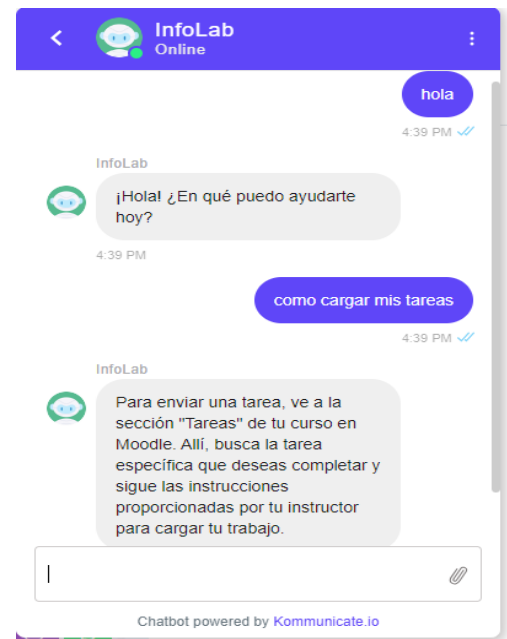 InfoLab
Online
hola
4:39 PM
InfoLab
¡Hola! ¿En qué puedo ayudarte
hoy?
4:39 PM
como cargar mis tareas
4:39 PM
InfoLab
Para enviar una tarea, ve a la
sección "Tareas" de tu curso en
Moodle. Allí, busca la tarea
específica que deseas completar y
sigue las instrucciones
proporcionadas por tu instructor
para cargar tu trabajo.
Chatbot powered by Kommunicate.io